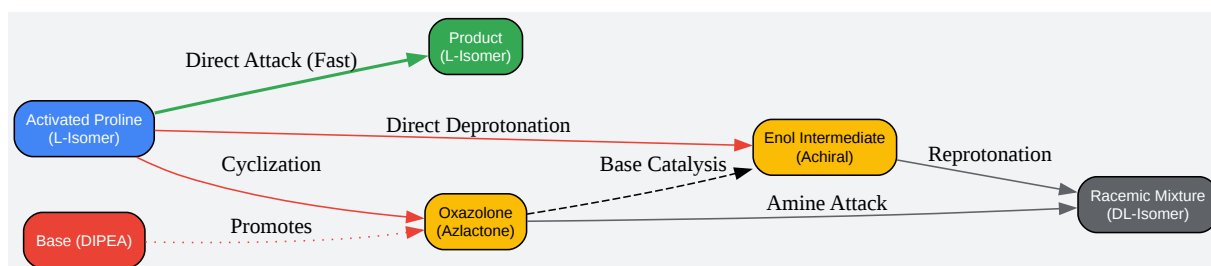 Product
(L-Isomer)
Direct Attack (Fast)
Activated Proline
(L-Isomer)
Direct Deprotonation
Enol Intermediate
(Achiral)
Cyclization
Base Catalysis
Reprotonation
Oxazolone
(Azlactone)
Amine Attack
Racemic Mixture
(DL-Isomer)
Base (DIPEA)
Promotes